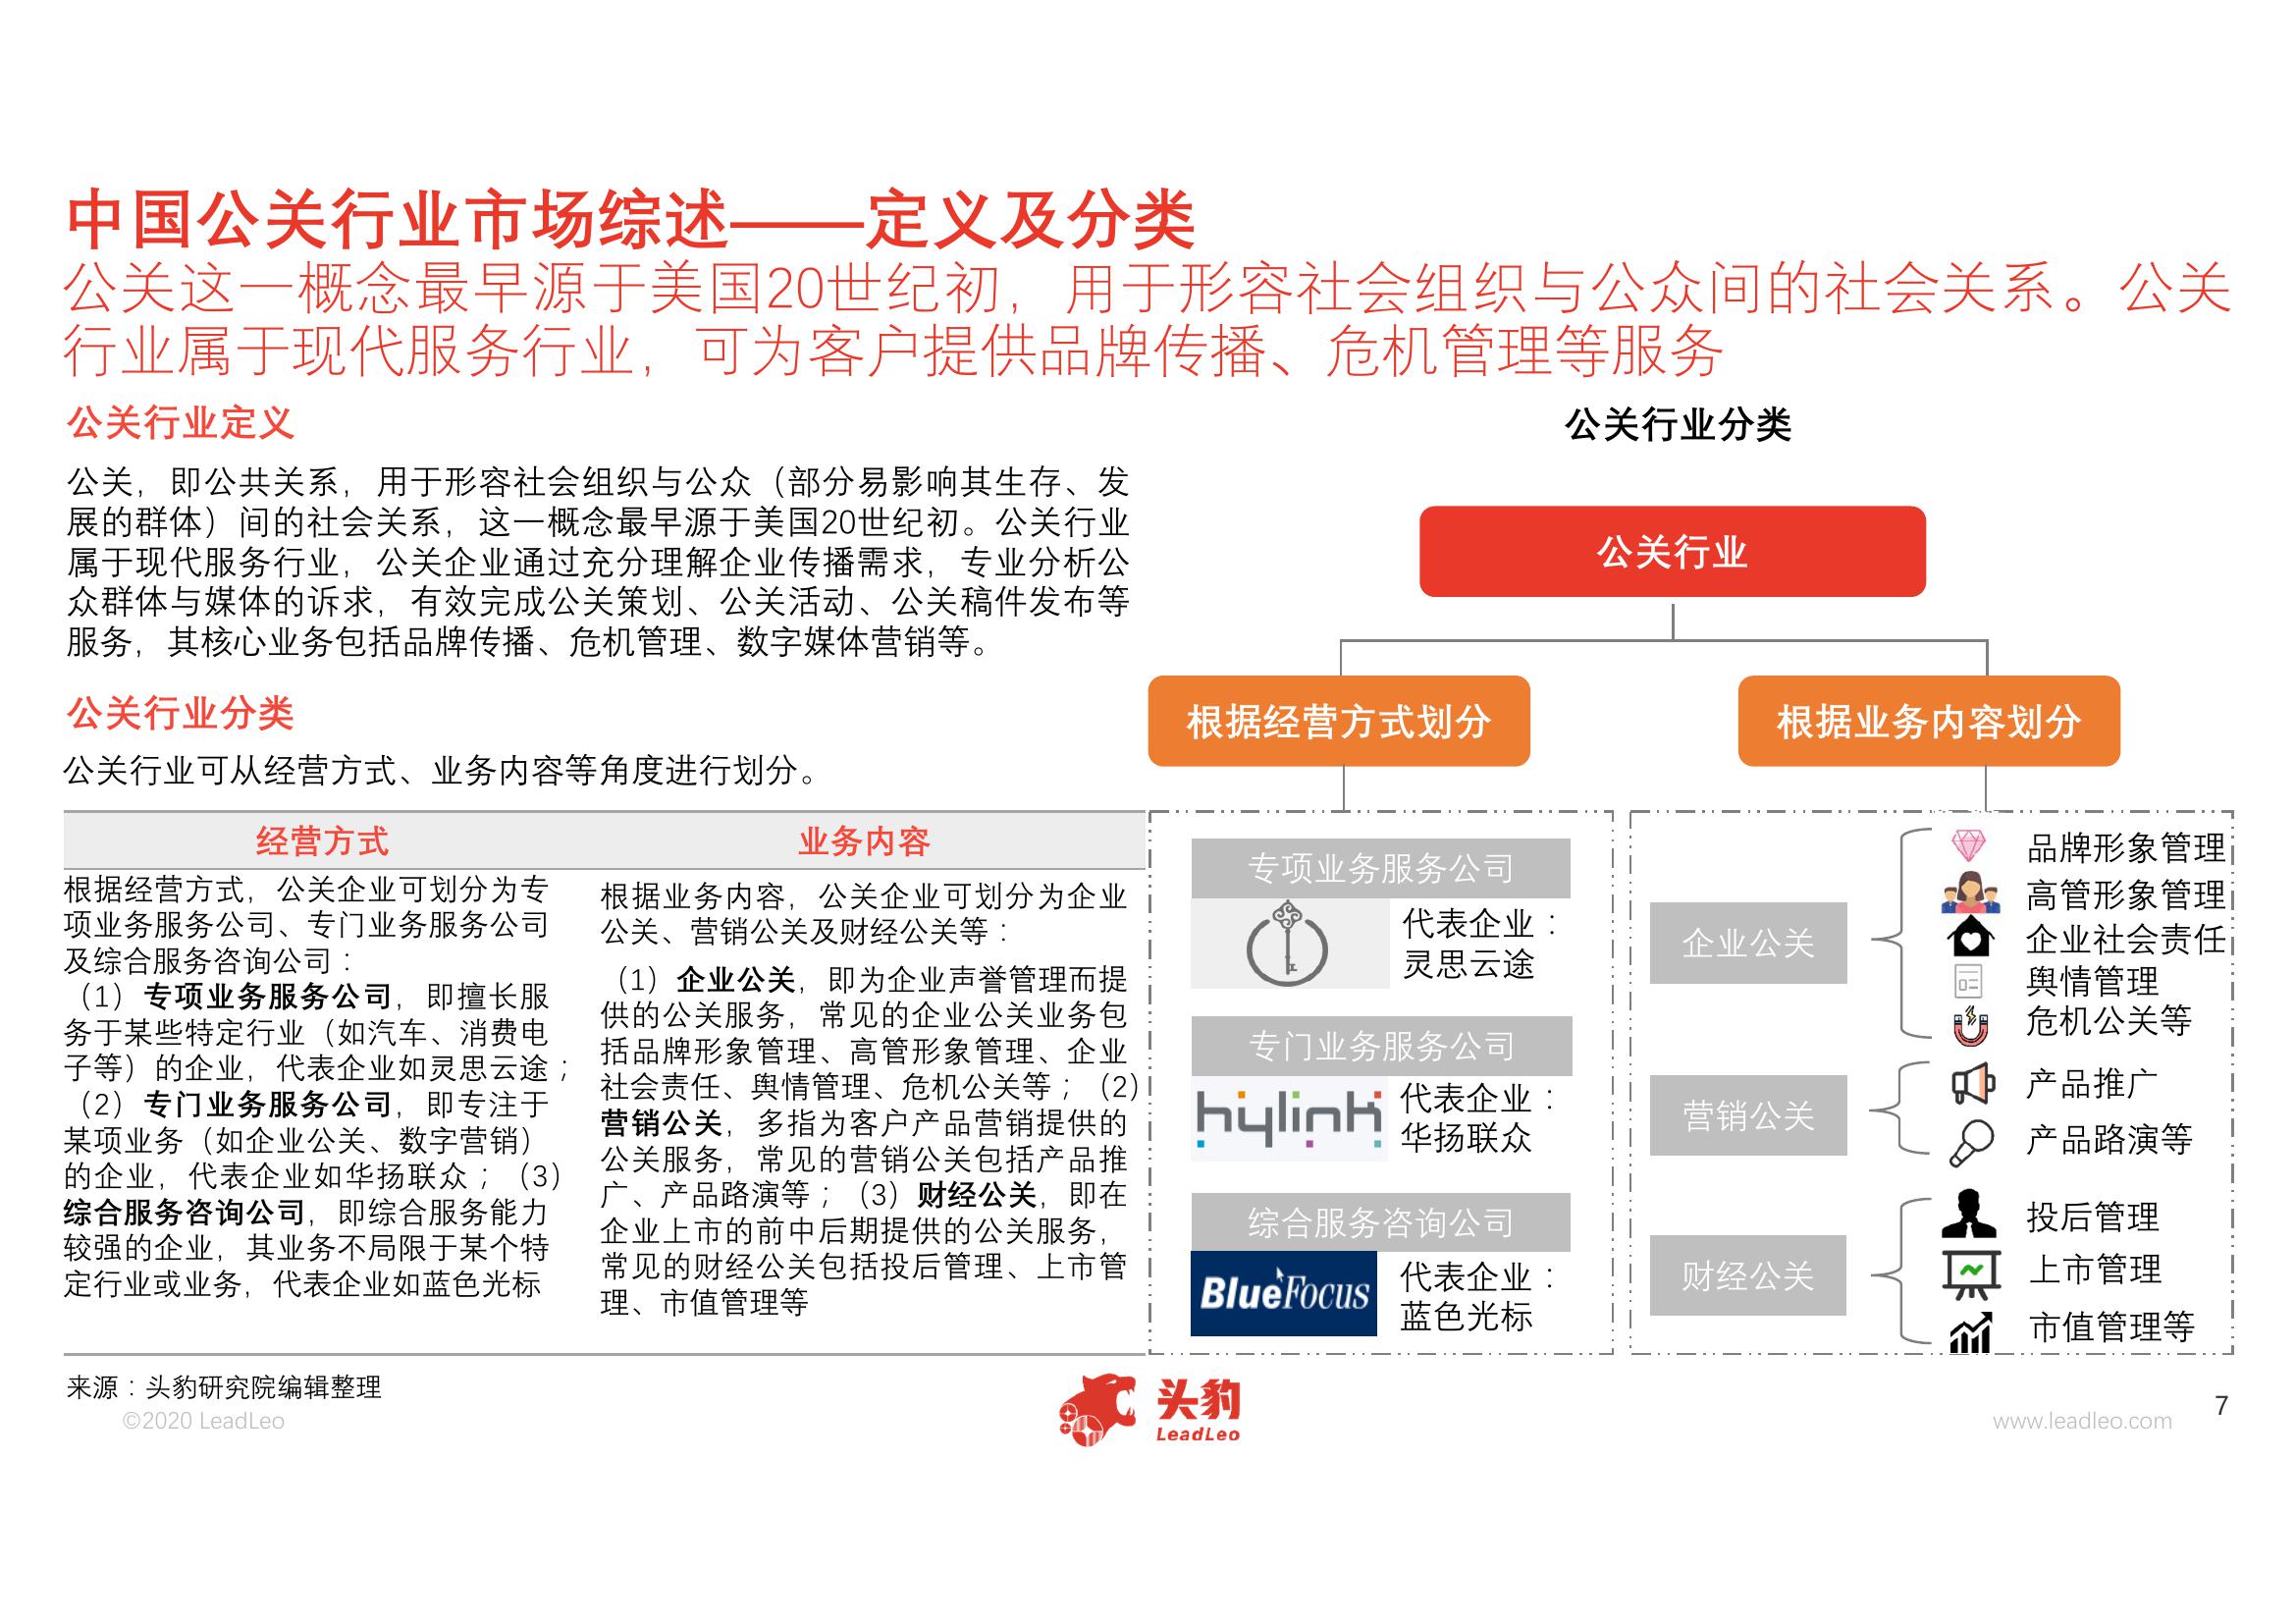 中国公关行业市场综述——定义及分类
公关这一概念最早源于美国20世纪初，用于形容社会组织与公众间的社会关系。公关
行业属于现代服务行业，可为客户提供品牌传播、危机管理等服务
公关行业定义
公关，即公共关系，用于形容社会组织与公众（部分易影响其生存、发
展的群体）间的社会关系，这一概念最早源于美国20世纪初。公关行业
属于现代服务行业，公关企业通过充分理解企业传播需求，专业分析公
众群体与媒体的诉求，有效完成公关策划、公关活动、公关稿件发布等
服务，其核心业务包括品牌传播、危机管理、数字媒体营销等。
公关行业分类
公关行业可从经营方式、业务内容等角度进行划分。
经营方式
根据经营方式，公关企业可划分为专
项业务服务公司、专门业务服务公司
及综合服务咨询公司：
（1）专项业务服务公司，即擅长服
务于某些特定行业（如汽车、消费电
子等）的企业，代表企业如灵思云途；
（2）专门业务服务公司，即专注于
某项业务（如企业公关、数字营销）
的企业，代表企业如华扬联众；（3）
综合服务咨询公司，即综合服务能力
较强的企业，其业务不局限于某个特
定行业或业务，代表企业如蓝色光标
业务内容
根据业务内容，公关企业可划分为企业
公关、营销公关及财经公关等：
（1）企业公关，即为企业声誉管理而提
供的公关服务，常见的企业公关业务包
括品牌形象管理、高管形象管理、企业
社会责任、舆情管理、危机公关等；（2）
营销公关，多指为客户产品营销提供的
公关服务，常见的营销公关包括产品推
广、产品路演等；（3）财经公关，即在
企业上市的前中后期提供的公关服务，
常见的财经公关包括投后管理、上市管
理、市值管理等
公关行业分类
公关行业
根据经营方式划分
根据业务内容划分
专项业务服务公司
代表企业：
灵思云途
专门业务服务公司
hylink
代表企业：
华扬联众
综合服务咨询公司
BlueFocus
代表企业：
蓝色光标
企业公关
品牌形象管理
高管形象管理
企业社会责任
舆情管理
危机公关等
营销公关
产品推广
产品路演等
财经公关
投后管理
上市管理
市值管理等
来源：头豹研究院编辑整理
©2020 LeadLeo
头豹
LeadLeo
www.leadleo.com
7